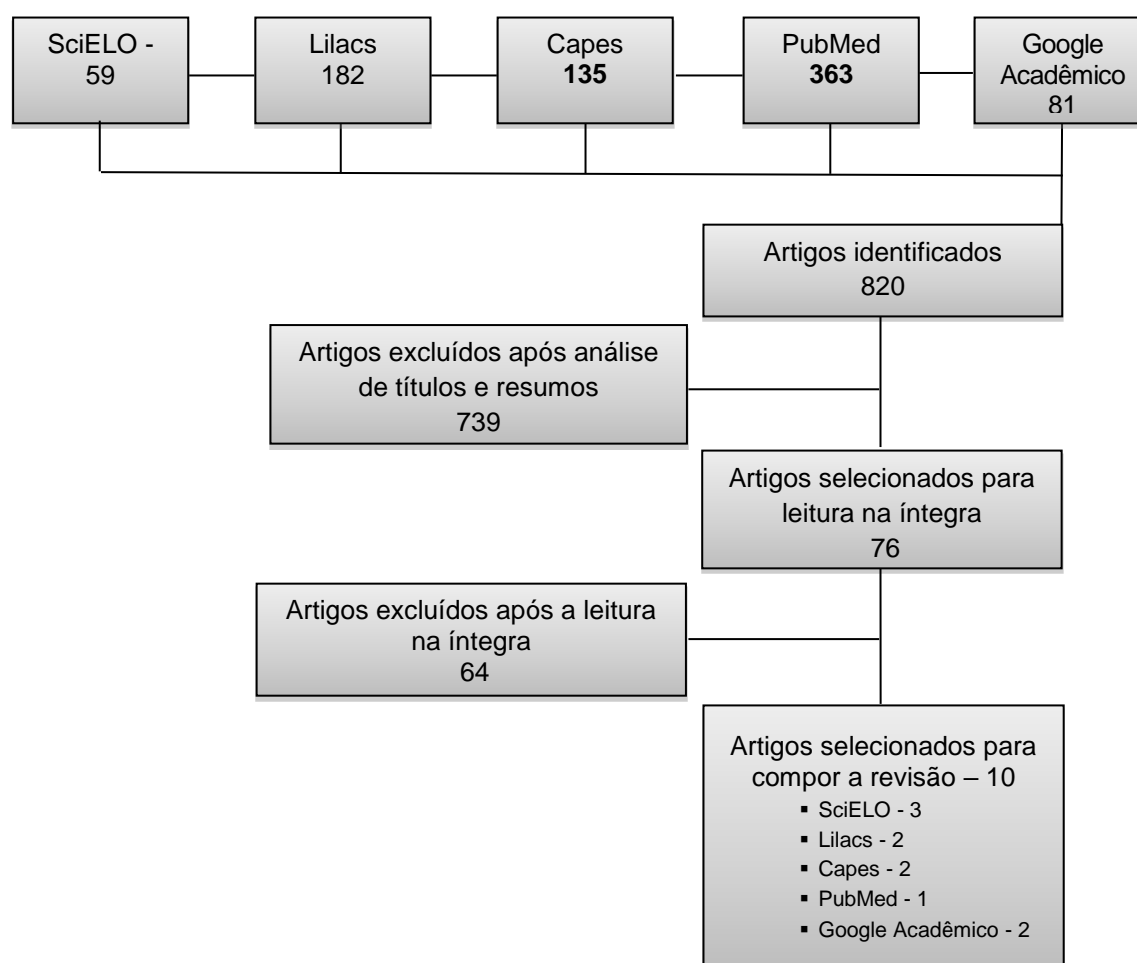 SciELO -
59
Lilacs
182
Capes
135
PubMed
363
Google
Acadêmico
81
Artigos identificados
820
Artigos excluídos após análise
de títulos e resumos
739
Artigos selecionados para
leitura na íntegra
76
Artigos excluídos após a leitura
na íntegra
64
Artigos selecionados para
compor a revisão – 10
▪ SciELO - 3
▪ Lilacs - 2
▪ Capes - 2
▪ PubMed - 1
▪ Google Acadêmico - 2